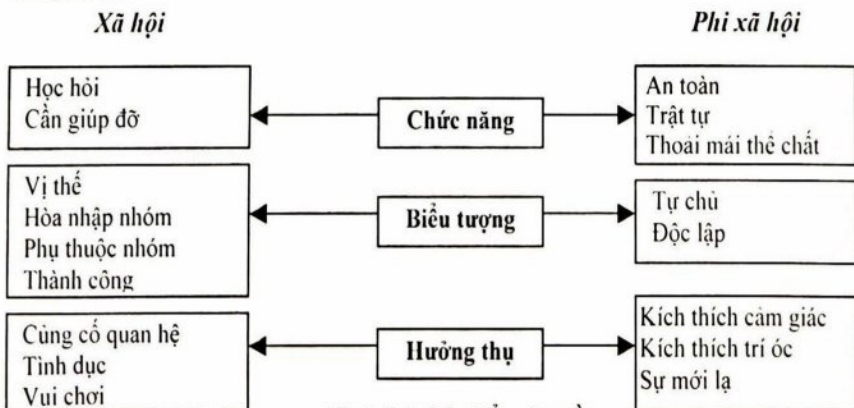 Xã hội
Phi xã hội
Học hỏi
Cần giúp đỡ
Chức năng
An toàn
Trật tự
Thoải mái thể chất
Vị thế
Hòa nhập nhóm
Phụ thuộc nhóm
Thành công
Biểu tượng
Tự chủ
Độc lập
Củng cố quan hệ
Tình dục
Vui chơi
Hưởng thụ
Kích thích cảm giác
Kích thích trí óc
Sự mới lạ